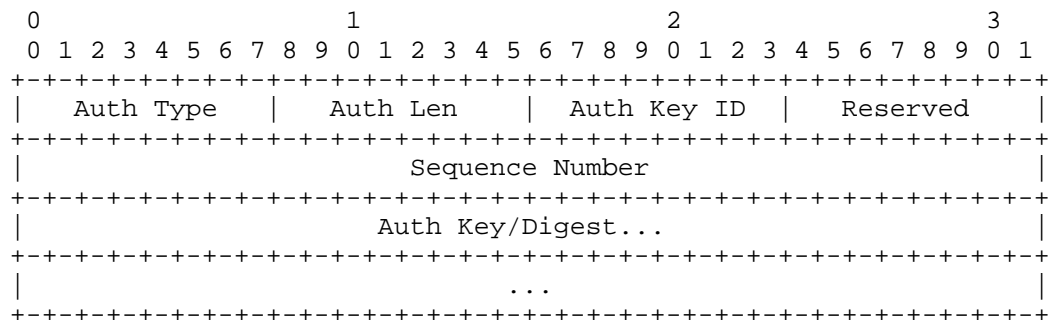 0                   1                   2                   3
 0 1 2 3 4 5 6 7 8 9 0 1 2 3 4 5 6 7 8 9 0 1 2 3 4 5 6 7 8 9 0 1
+-+-+-+-+-+-+-+-+-+-+-+-+-+-+-+-+-+-+-+-+-+-+-+-+-+-+-+-+-+-+-+-+
|   Auth Type   |   Auth Len    |  Auth Key ID  |   Reserved    |
+-+-+-+-+-+-+-+-+-+-+-+-+-+-+-+-+-+-+-+-+-+-+-+-+-+-+-+-+-+-+-+-+
|                        Sequence Number                        |
+-+-+-+-+-+-+-+-+-+-+-+-+-+-+-+-+-+-+-+-+-+-+-+-+-+-+-+-+-+-+-+-+
|                      Auth Key/Digest...                       |
+-+-+-+-+-+-+-+-+-+-+-+-+-+-+-+-+-+-+-+-+-+-+-+-+-+-+-+-+-+-+-+-+
|                              ...                              |
+-+-+-+-+-+-+-+-+-+-+-+-+-+-+-+-+-+-+-+-+-+-+-+-+-+-+-+-+-+-+-+-+